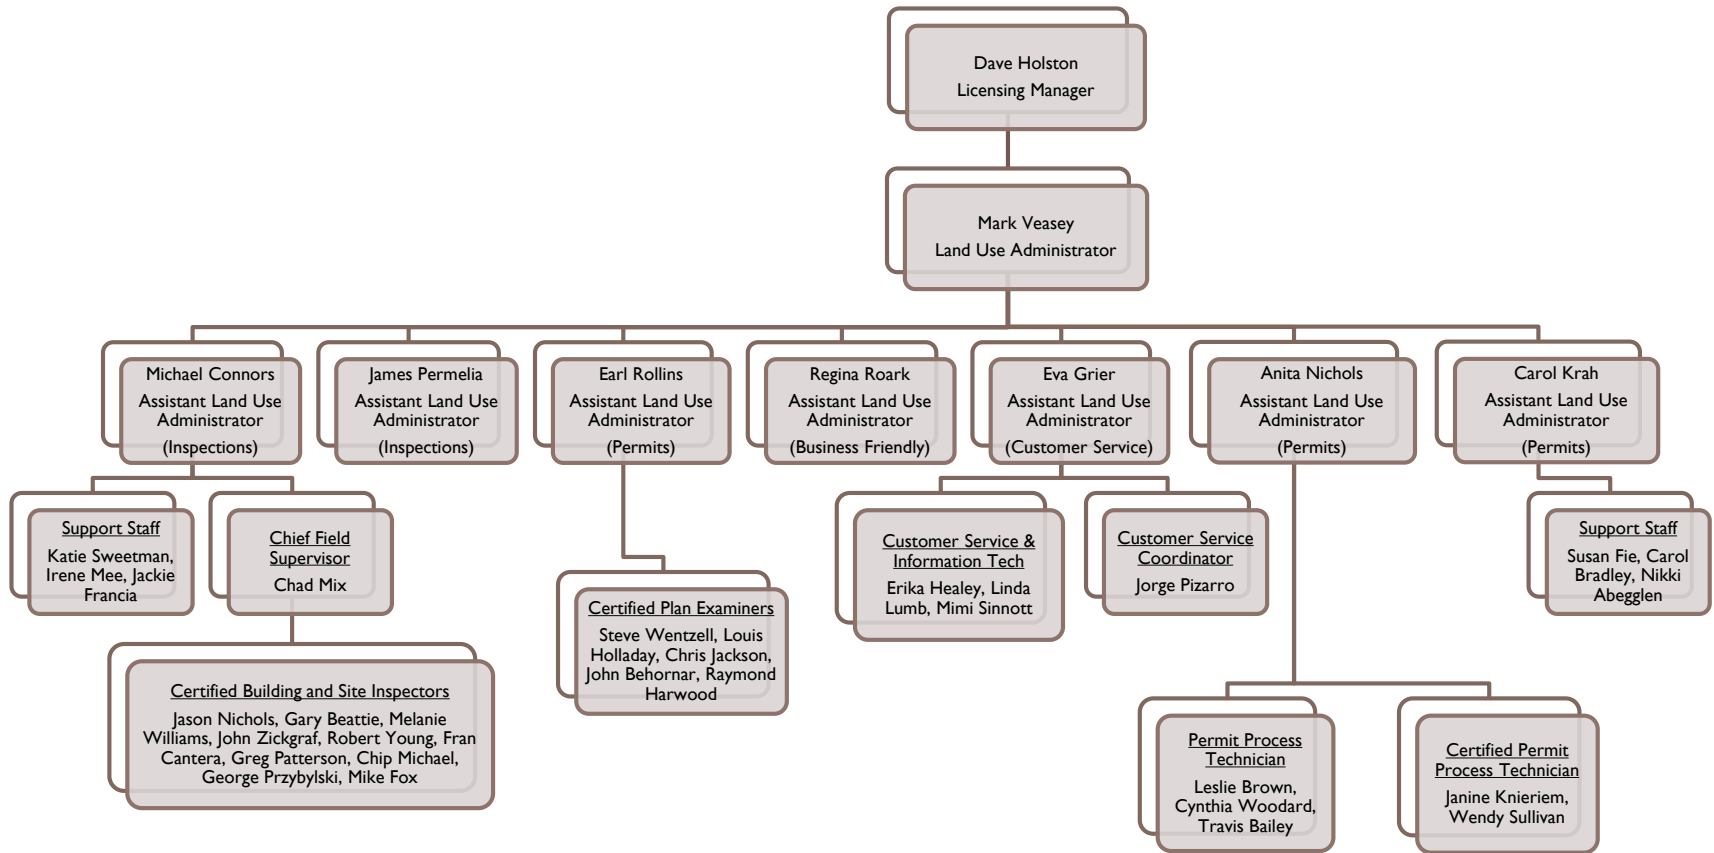 Dave Holston
Licensing Manager
Mark Veasey
Land Use Administrator
Michael Connors
Assistant Land Use
Administrator
(Inspections)
James Permelia
Assistant Land Use
Administrator
(Inspections)
Earl Rollins
Assistant Land Use
Administrator
(Permits)
Regina Roark
Assistant Land Use
Administrator
(Business Friendly)
Eva Grier
Assistant Land Use
Administrator
(Customer Service)
Anita Nichols
Assistant Land Use
Administrator
(Permits)
Carol Krah
Assistant Land Use
Administrator
(Permits)
Support Staff
Katie Sweetman,
Irene Mee, Jackie
Francia
Chief Field
Supervisor
Chad Mix
Certified Building and Site Inspectors
Jason Nichols, Gary Beattie, Melanie
Williams, John Zickgraf, Robert Young, Fran
Cantera, Greg Patterson, Chip Michael,
George Przybylski, Mike Fox
Certified Plan Examiners
Steve Wentzell, Louis
Holladay, Chris Jackson,
John Behornar, Raymond
Harwood
Customer Service &
Information Tech
Erika Healey, Linda
Lumb, Mimi Sinnott
Customer Service
Coordinator
Jorge Pizarro
Permit Process
Technician
Leslie Brown,
Cynthia Woodard,
Travis Bailey
Certified Permit
Process Technician
Janine Knieriem,
Wendy Sullivan
Support Staff
Susan Fie, Carol
Bradley, Nikki
Abegglen